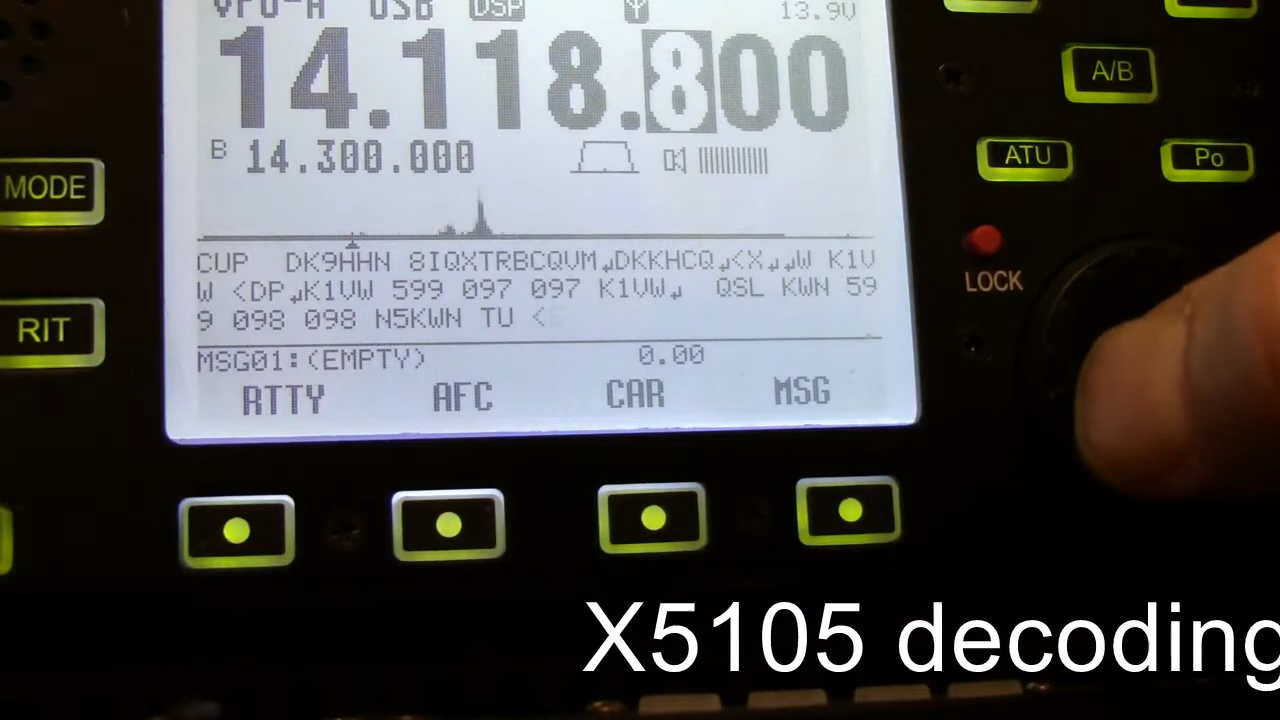 VFO-A USB DSP 13.9V
14.118.800
A/B
B 14.300.000
ATU
Po
MODE
CUP DK9HHN 8IQXTRBCQVM↲DKKHCQ↲<X↲↲W K1V
W <DP↲K1VW 599 097 097 K1VW↲ QSL KWN 59
9 098 098 N5KWN TU <E
LOCK
RIT
MSG01:(EMPTY) 0.00
RTTY AFC CAR MSG
X5105 decoding